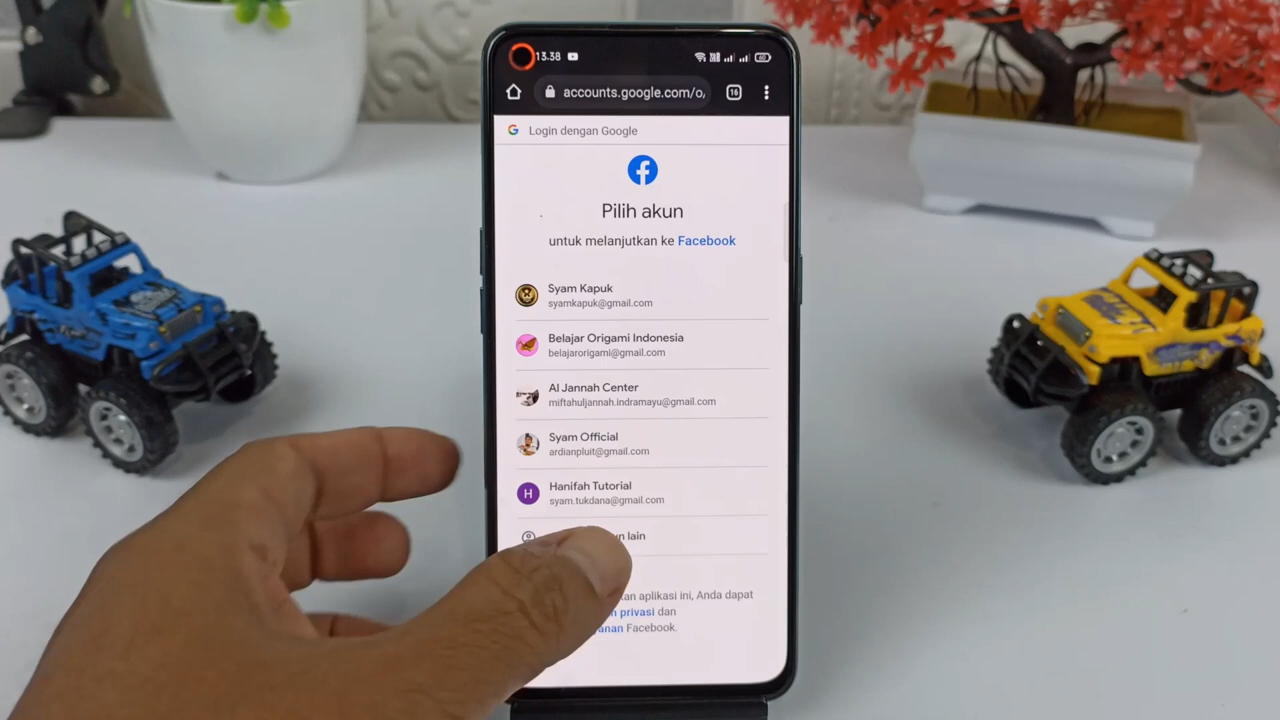 13.38
60
accounts.google.com/o/
16
Login dengan Google
Pilih akun
untuk melanjutkan ke Facebook
Syam Kapuk
syamkapuk@gmail.com
Belajar Origami Indonesia
belajarorigami@gmail.com
Al Jannah Center
miftahuljannah.indramayu@gmail.com
Syam Official
ardianpluit@gmail.com
H
Hanifah Tutorial
syam.tukdana@gmail.com
lain
aplikasi ini, Anda dapat
privasi dan
Facebook.